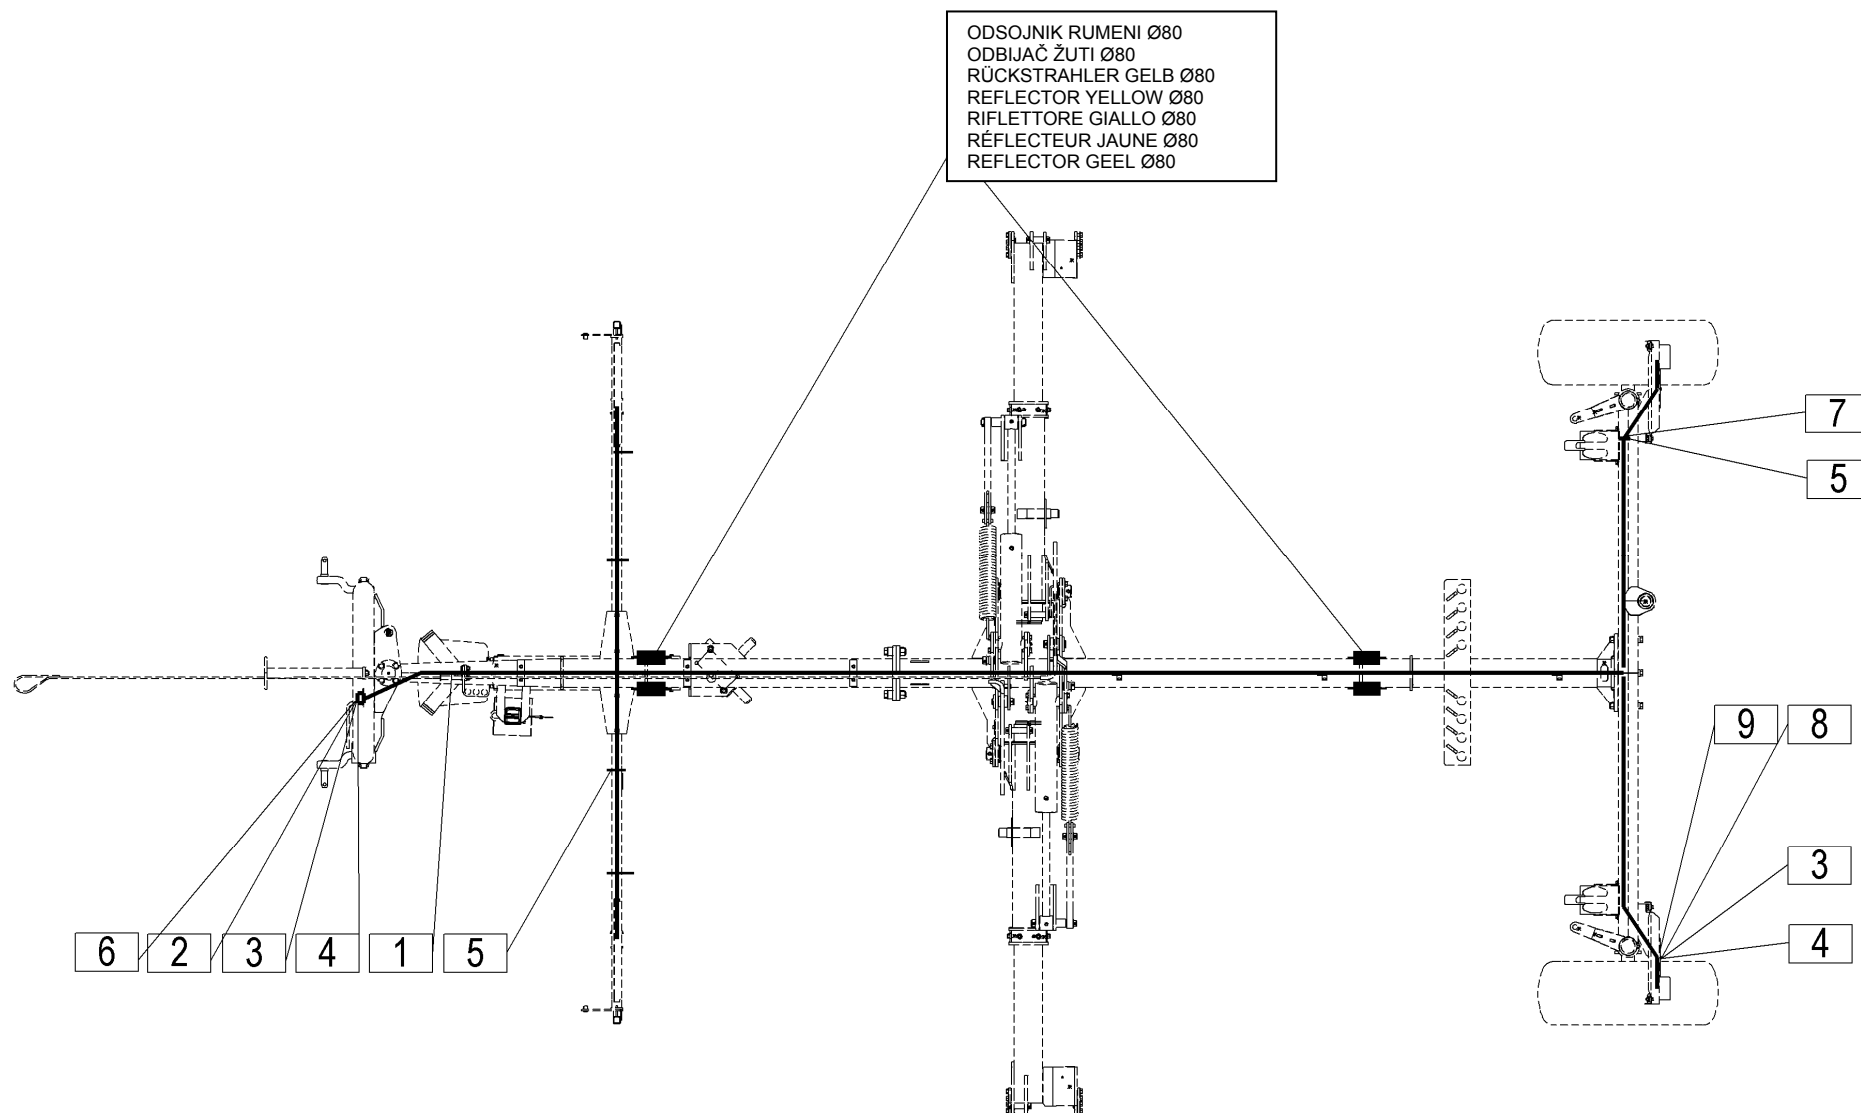 ODSOJNIK RUMENI Ø80
ODBIJAČ ŽUTI Ø80
RÜCKSTRAHLER GELB Ø80
REFLECTOR YELLOW Ø80
RIFLETTORE GIALLO Ø80
RÉFLECTEUR JAUNE Ø80
REFLECTOR GEEL Ø80
7
5
9 8
3
4
6 2 3 4 1 5